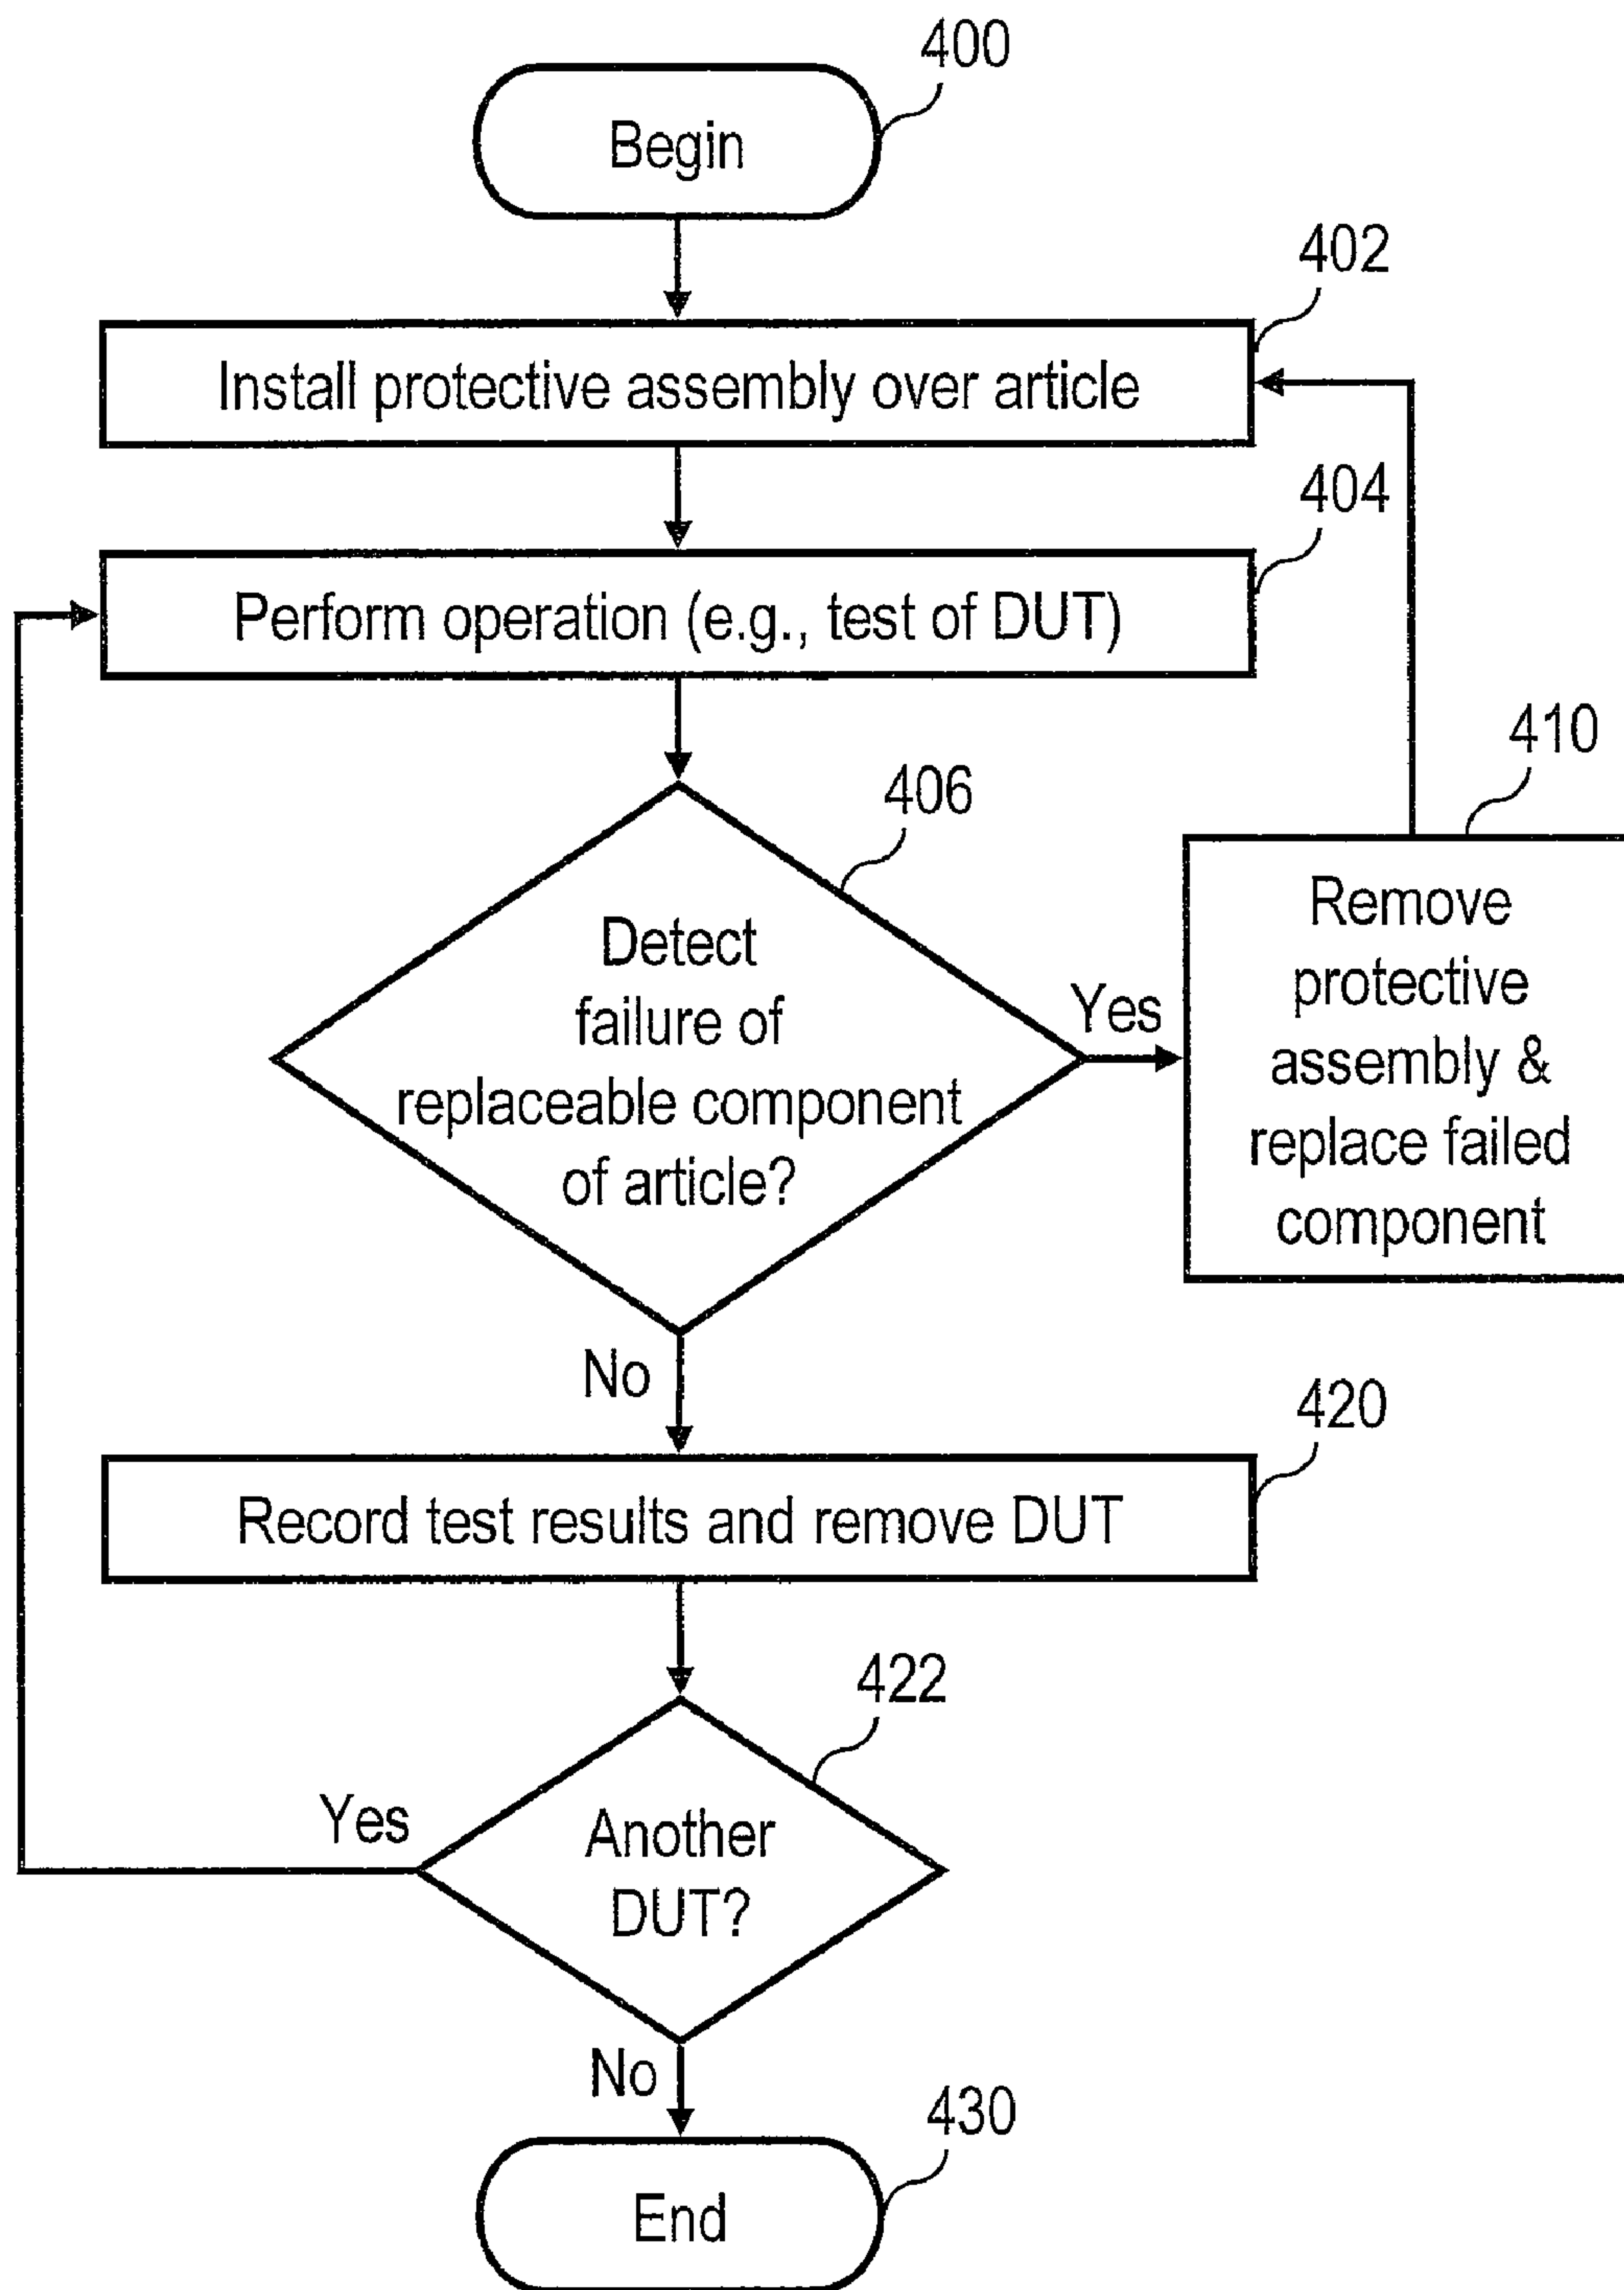 400
Begin
402
Install protective assembly over article
404
Perform operation (e.g., test of DUT)
406
Detect
failure of
replaceable component
of article?
Yes
410
Remove
protective
assembly &
replace failed
component
No
420
Record test results and remove DUT
422
Another
DUT?
Yes
No
430
End